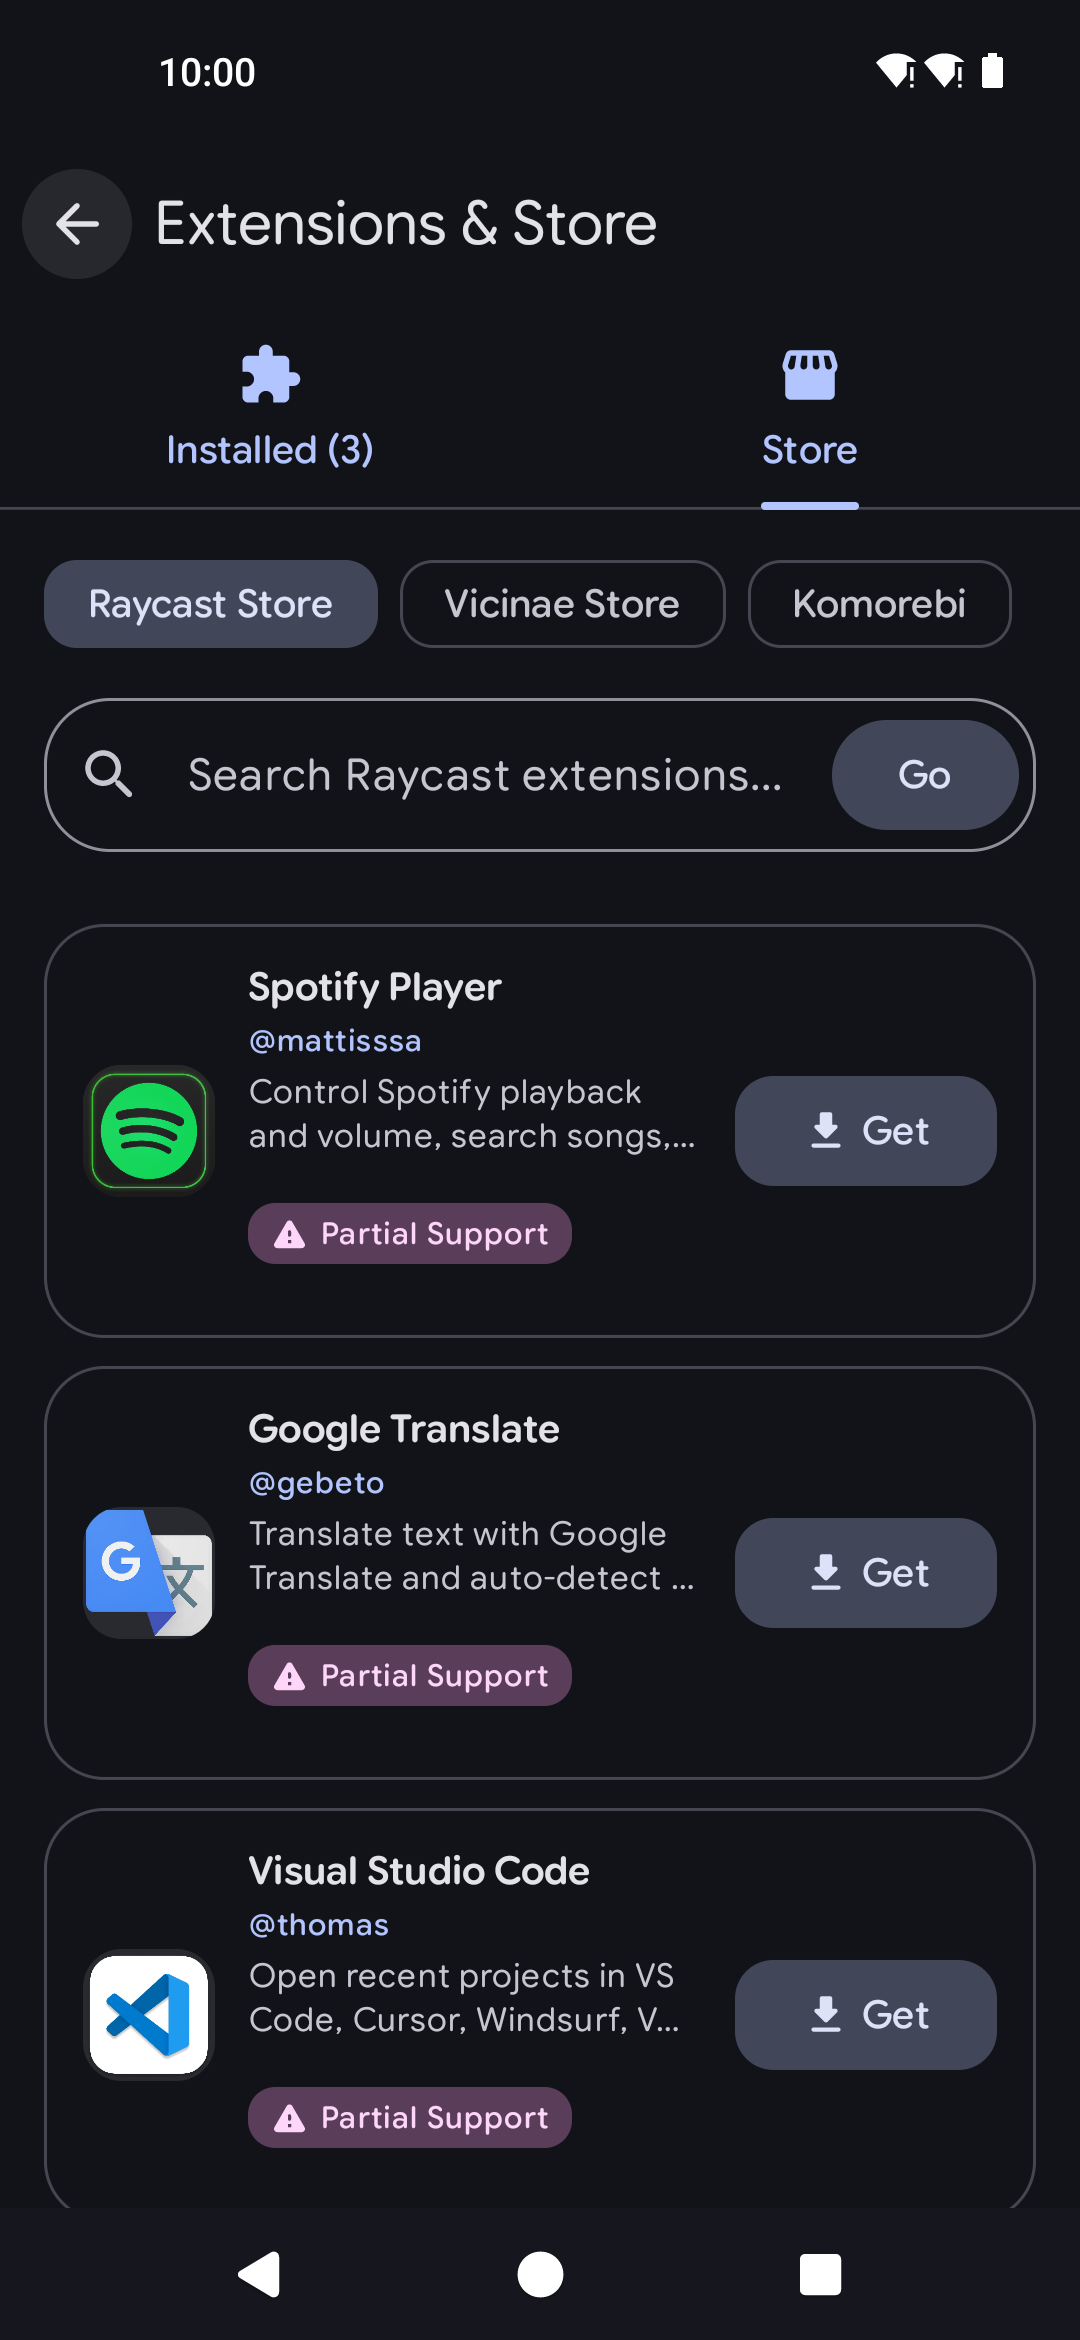 10:00
Extensions & Store
Installed (3)
Store
Raycast Store
Vicinae Store
Komorebi
Search Raycast extensions...
Go
Spotify Player
@mattisssa
Control Spotify playback
and volume, search songs,...
Get
Partial Support
Google Translate
@gebeto
Translate text with Google
Translate and auto-detect ...
Get
Partial Support
Visual Studio Code
@thomas
Open recent projects in VS
Code, Cursor, Windsurf, V...
Get
Partial Support